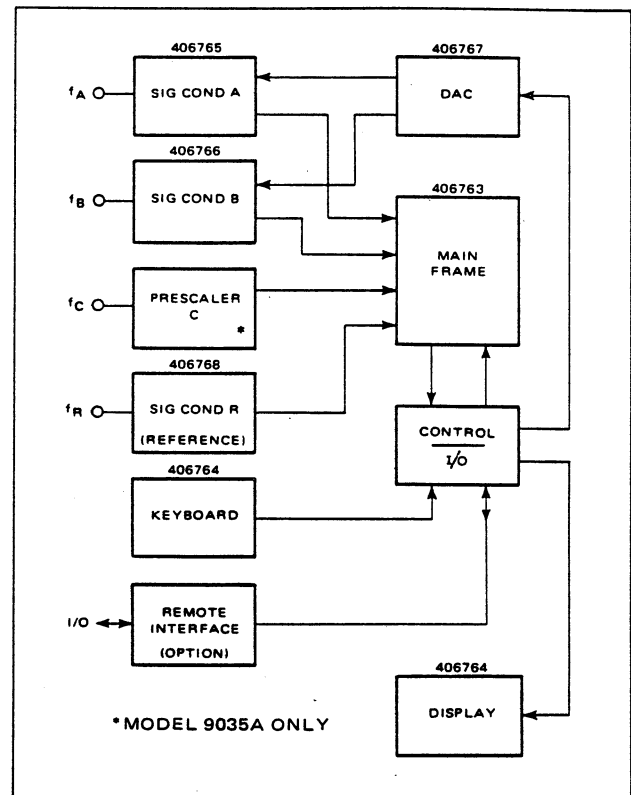 406765
406767
fA
SIG COND A
DAC
406766
fB
SIG COND B
406763
MAIN
FRAME
fC
PRESCALER
C
*
406768
fR
SIG COND R
(REFERENCE)
CONTROL
I/O
406764
KEYBOARD
I/O
REMOTE
INTERFACE
(OPTION)
406764
DISPLAY
*MODEL 9035A ONLY